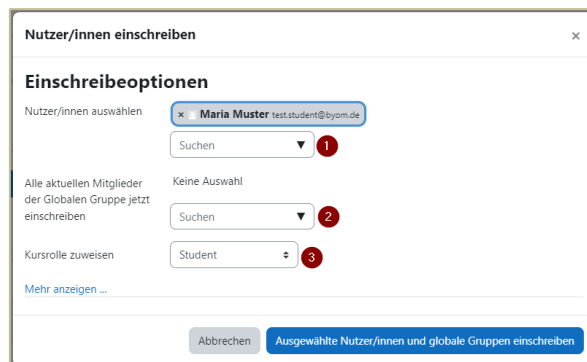 Nutzer/innen einschreiben ×
Einschreibeoptionen
Nutzer/innen auswählen
× Maria Muster test.student@byom.de
Suchen ▼ 1
Alle aktuellen Mitglieder
der Globalen Gruppe jetzt
einschreiben
Keine Auswahl
Suchen ▼ 2
Kursrolle zuweisen
Student 3
Mehr anzeigen ...
Abbrechen
Ausgewählte Nutzer/innen und globale Gruppen einschreiben